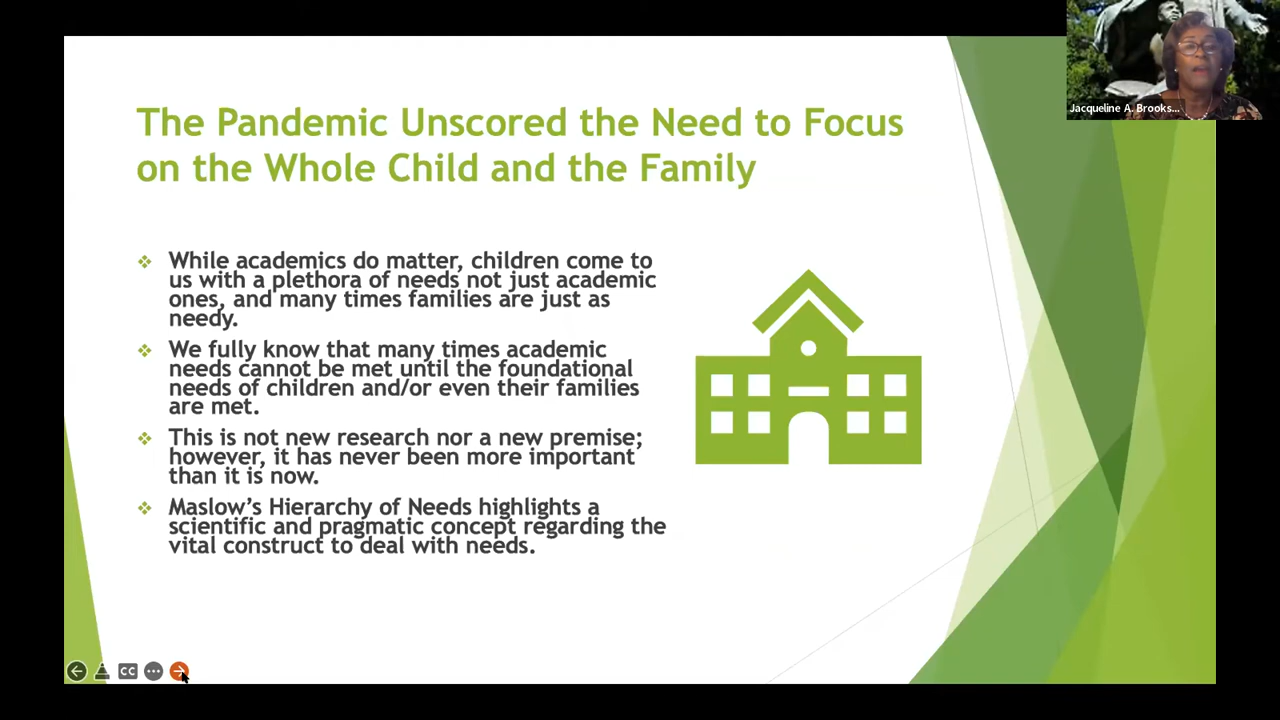 Jacqueline A. Brooks...
The Pandemic Unscored the Need to Focus
on the Whole Child and the Family
While academics do matter, children come to
us with a plethora of needs not just academic
ones, and many times families are just as
needy.
We fully know that many times academic
needs cannot be met until the foundational
needs of children and/or even their families
are met.
This is not new research nor a new premise;
however, it has never been more important
than it is now.
Maslow’s Hierarchy of Needs highlights a
scientific and pragmatic concept regarding the
vital construct to deal with needs.
CC